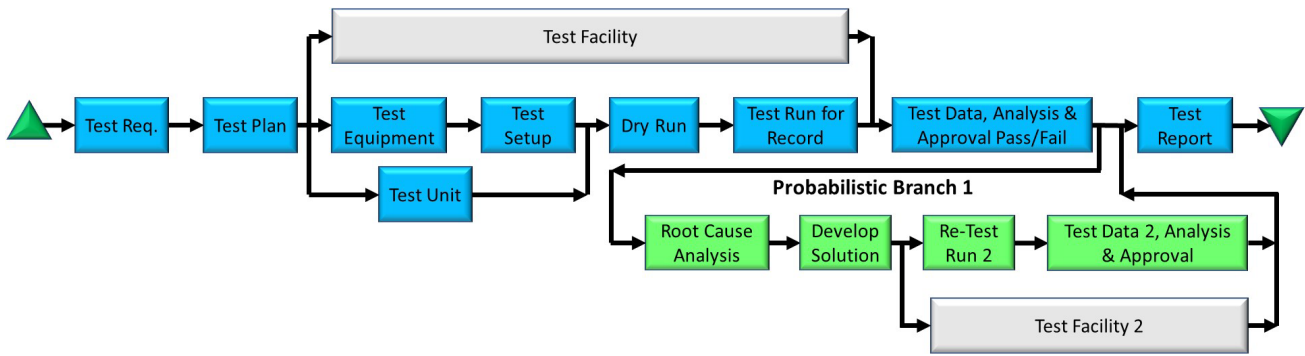 Test Facility
Test Req.
Test Plan
Test
Equipment
Test
Setup
Dry Run
Test Run for
Record
Test Data, Analysis &
Approval Pass/Fail
Test
Report
Test Unit
Probabilistic Branch 1
Root Cause
Analysis
Develop
Solution
Re-Test
Run 2
Test Data 2, Analysis
& Approval
Test Facility 2